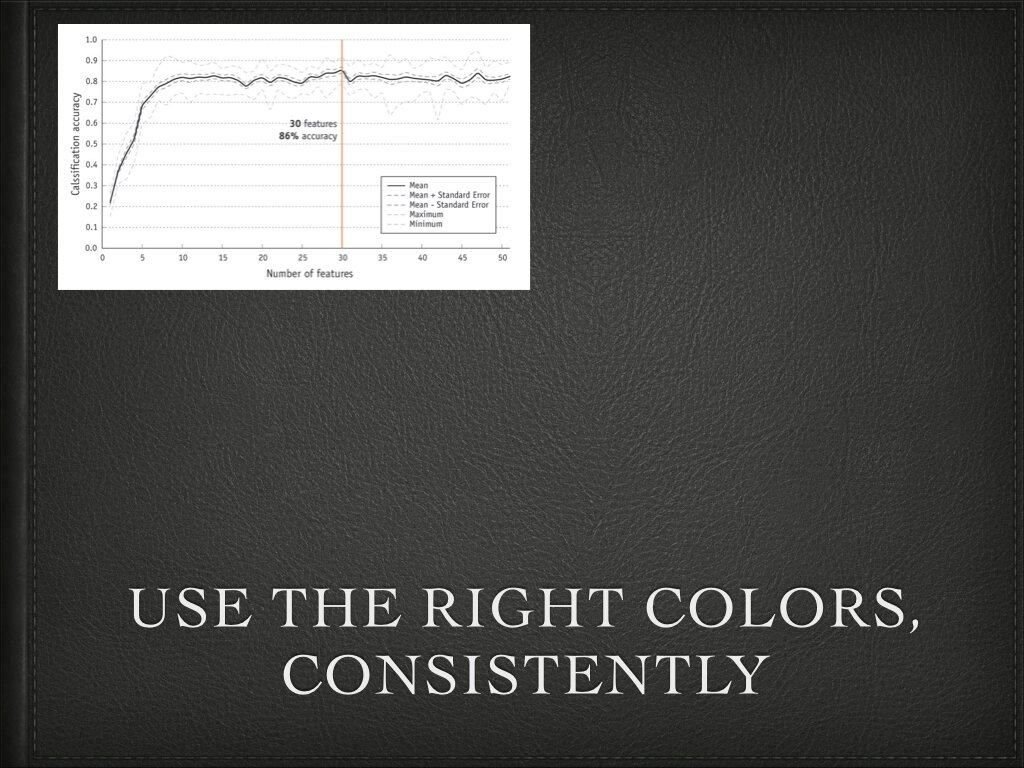 1.0
0.9
0.8
0.7
0.6
0.5
0.4
0.3
0.2
0.1
0.0
Calssification accuracy
30 features
86% accuracy
Mean
Mean + Standard Error
Mean - Standard Error
Maximum
Minimum
0 5 10 15 20 25 30 35 40 45 50
Number of features
USE THE RIGHT COLORS,
CONSISTENTLY